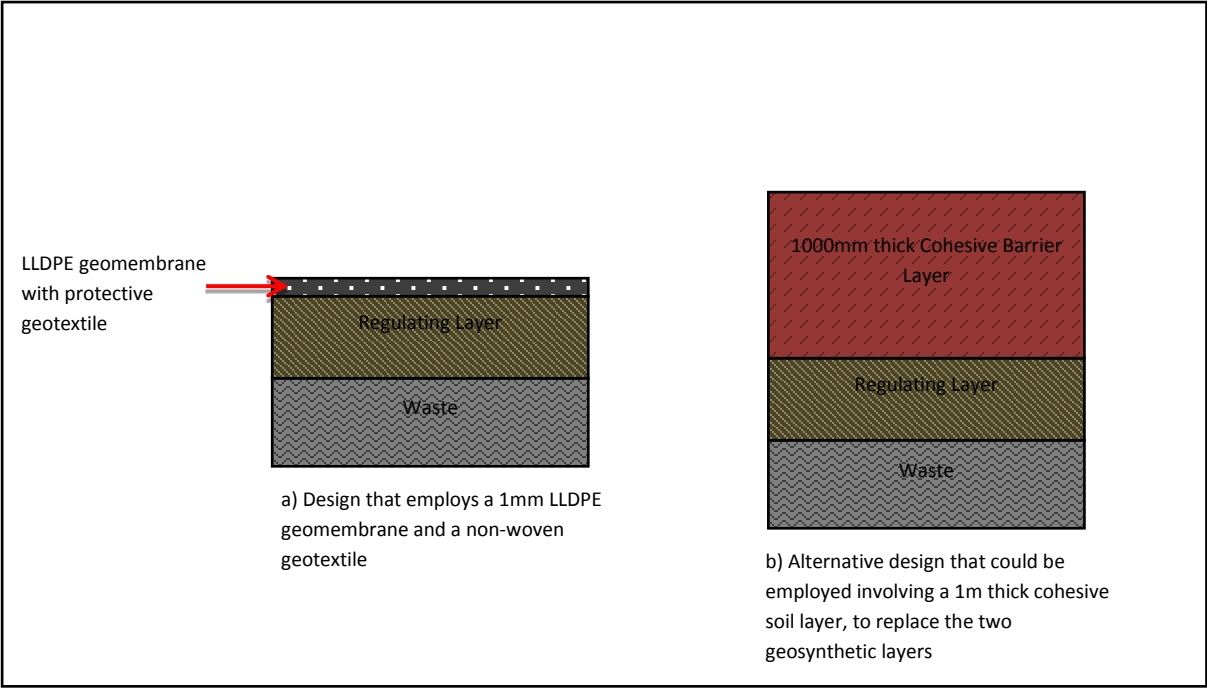 LLDPE geomembrane
with protective
geotextile
Regulating Layer
Waste
a) Design that employs a 1mm LLDPE
geomembrane and a non-woven
geotextile
1000mm thick Cohesive Barrier
Layer
Regulating Layer
Waste
b) Alternative design that could be
employed involving a 1m thick cohesive
soil layer, to replace the two
geosynthetic layers